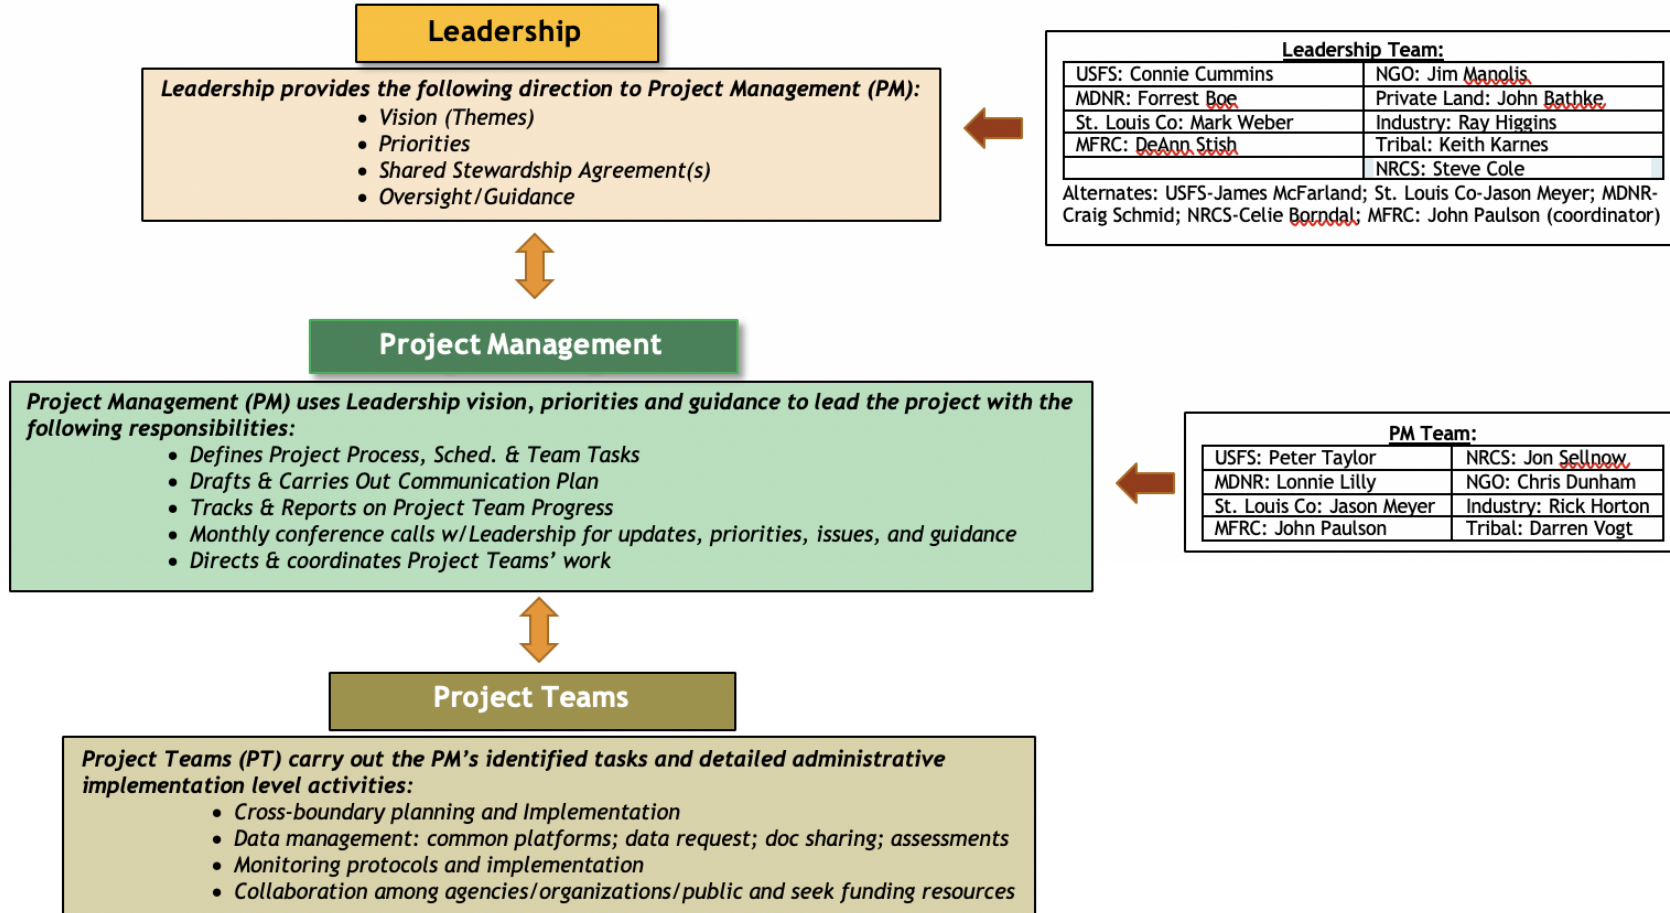 Leadership
Leadership provides the following direction to Project Management (PM):
• Vision (Themes)
• Priorities
• Shared Stewardship Agreement(s)
• Oversight/Guidance
Leadership Team:
USFS: Connie Cummins
NGO: Jim Manolis
MDNR: Forrest Boe
Private Land: John Bathke
St. Louis Co: Mark Weber
Industry: Ray Higgins
MFRC: DeAnn Stish
Tribal: Keith Karnes
NRCS: Steve Cole
Alternates: USFS-James McFarland; St. Louis Co-Jason Meyer; MDNR-
Craig Schmid; NRCS-Celie Borndal; MFRC: John Paulson (coordinator)
Project Management
Project Management (PM) uses Leadership vision, priorities and guidance to lead the project with the
following responsibilities:
• Defines Project Process, Sched. & Team Tasks
• Drafts & Carries Out Communication Plan
• Tracks & Reports on Project Team Progress
• Monthly conference calls w/Leadership for updates, priorities, issues, and guidance
• Directs & coordinates Project Teams’ work
PM Team:
USFS: Peter Taylor
NRCS: Jon Sellnow
MDNR: Lonnie Lilly
NGO: Chris Dunham
St. Louis Co: Jason Meyer
Industry: Rick Horton
MFRC: John Paulson
Tribal: Darren Vogt
Project Teams
Project Teams (PT) carry out the PM’s identified tasks and detailed administrative
implementation level activities:
• Cross-boundary planning and Implementation
• Data management: common platforms; data request; doc sharing; assessments
• Monitoring protocols and implementation
• Collaboration among agencies/organizations/public and seek funding resources